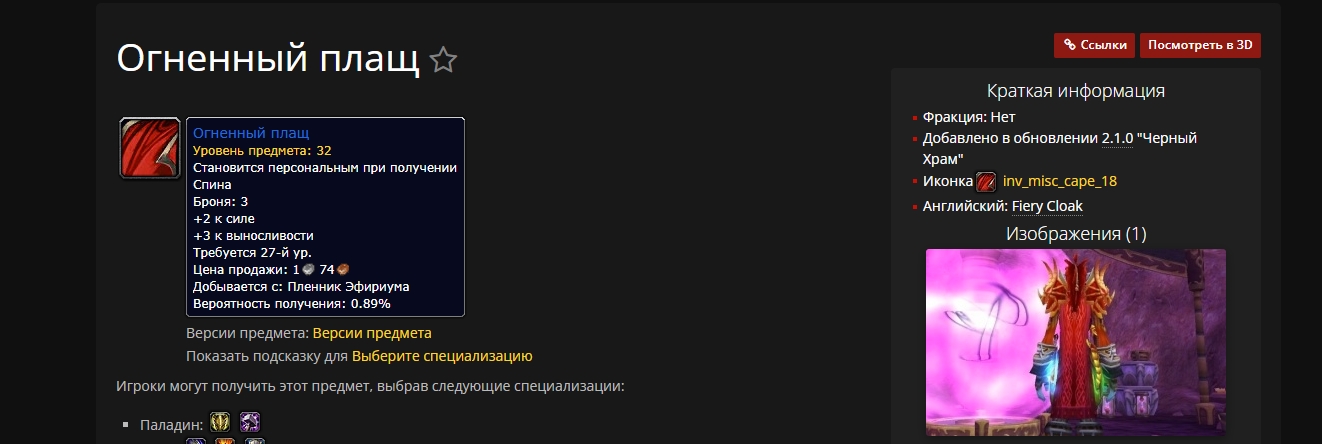 Огненный плащ
Ссылки
Посмотреть в 3D
Огненный плащ
Уровень предмета: 32
Становится персональным при получении
Спина
Броня: 3
+2 к силе
+3 к выносливости
Требуется 27-й ур.
Цена продажи: 1 74
Добывается с: Пленник Эфириума
Вероятность получения: 0.89%
Версии предмета: Версии предмета
Показать подсказку для Выберите специализацию
Игроки могут получить этот предмет, выбрав следующие специализации:
Паладин:
Краткая информация
Фракция: Нет
Добавлено в обновлении 2.1.0 "Черный
Храм"
Иконка inv_misc_cape_18
Английский: Fiery Cloak
Изображения (1)